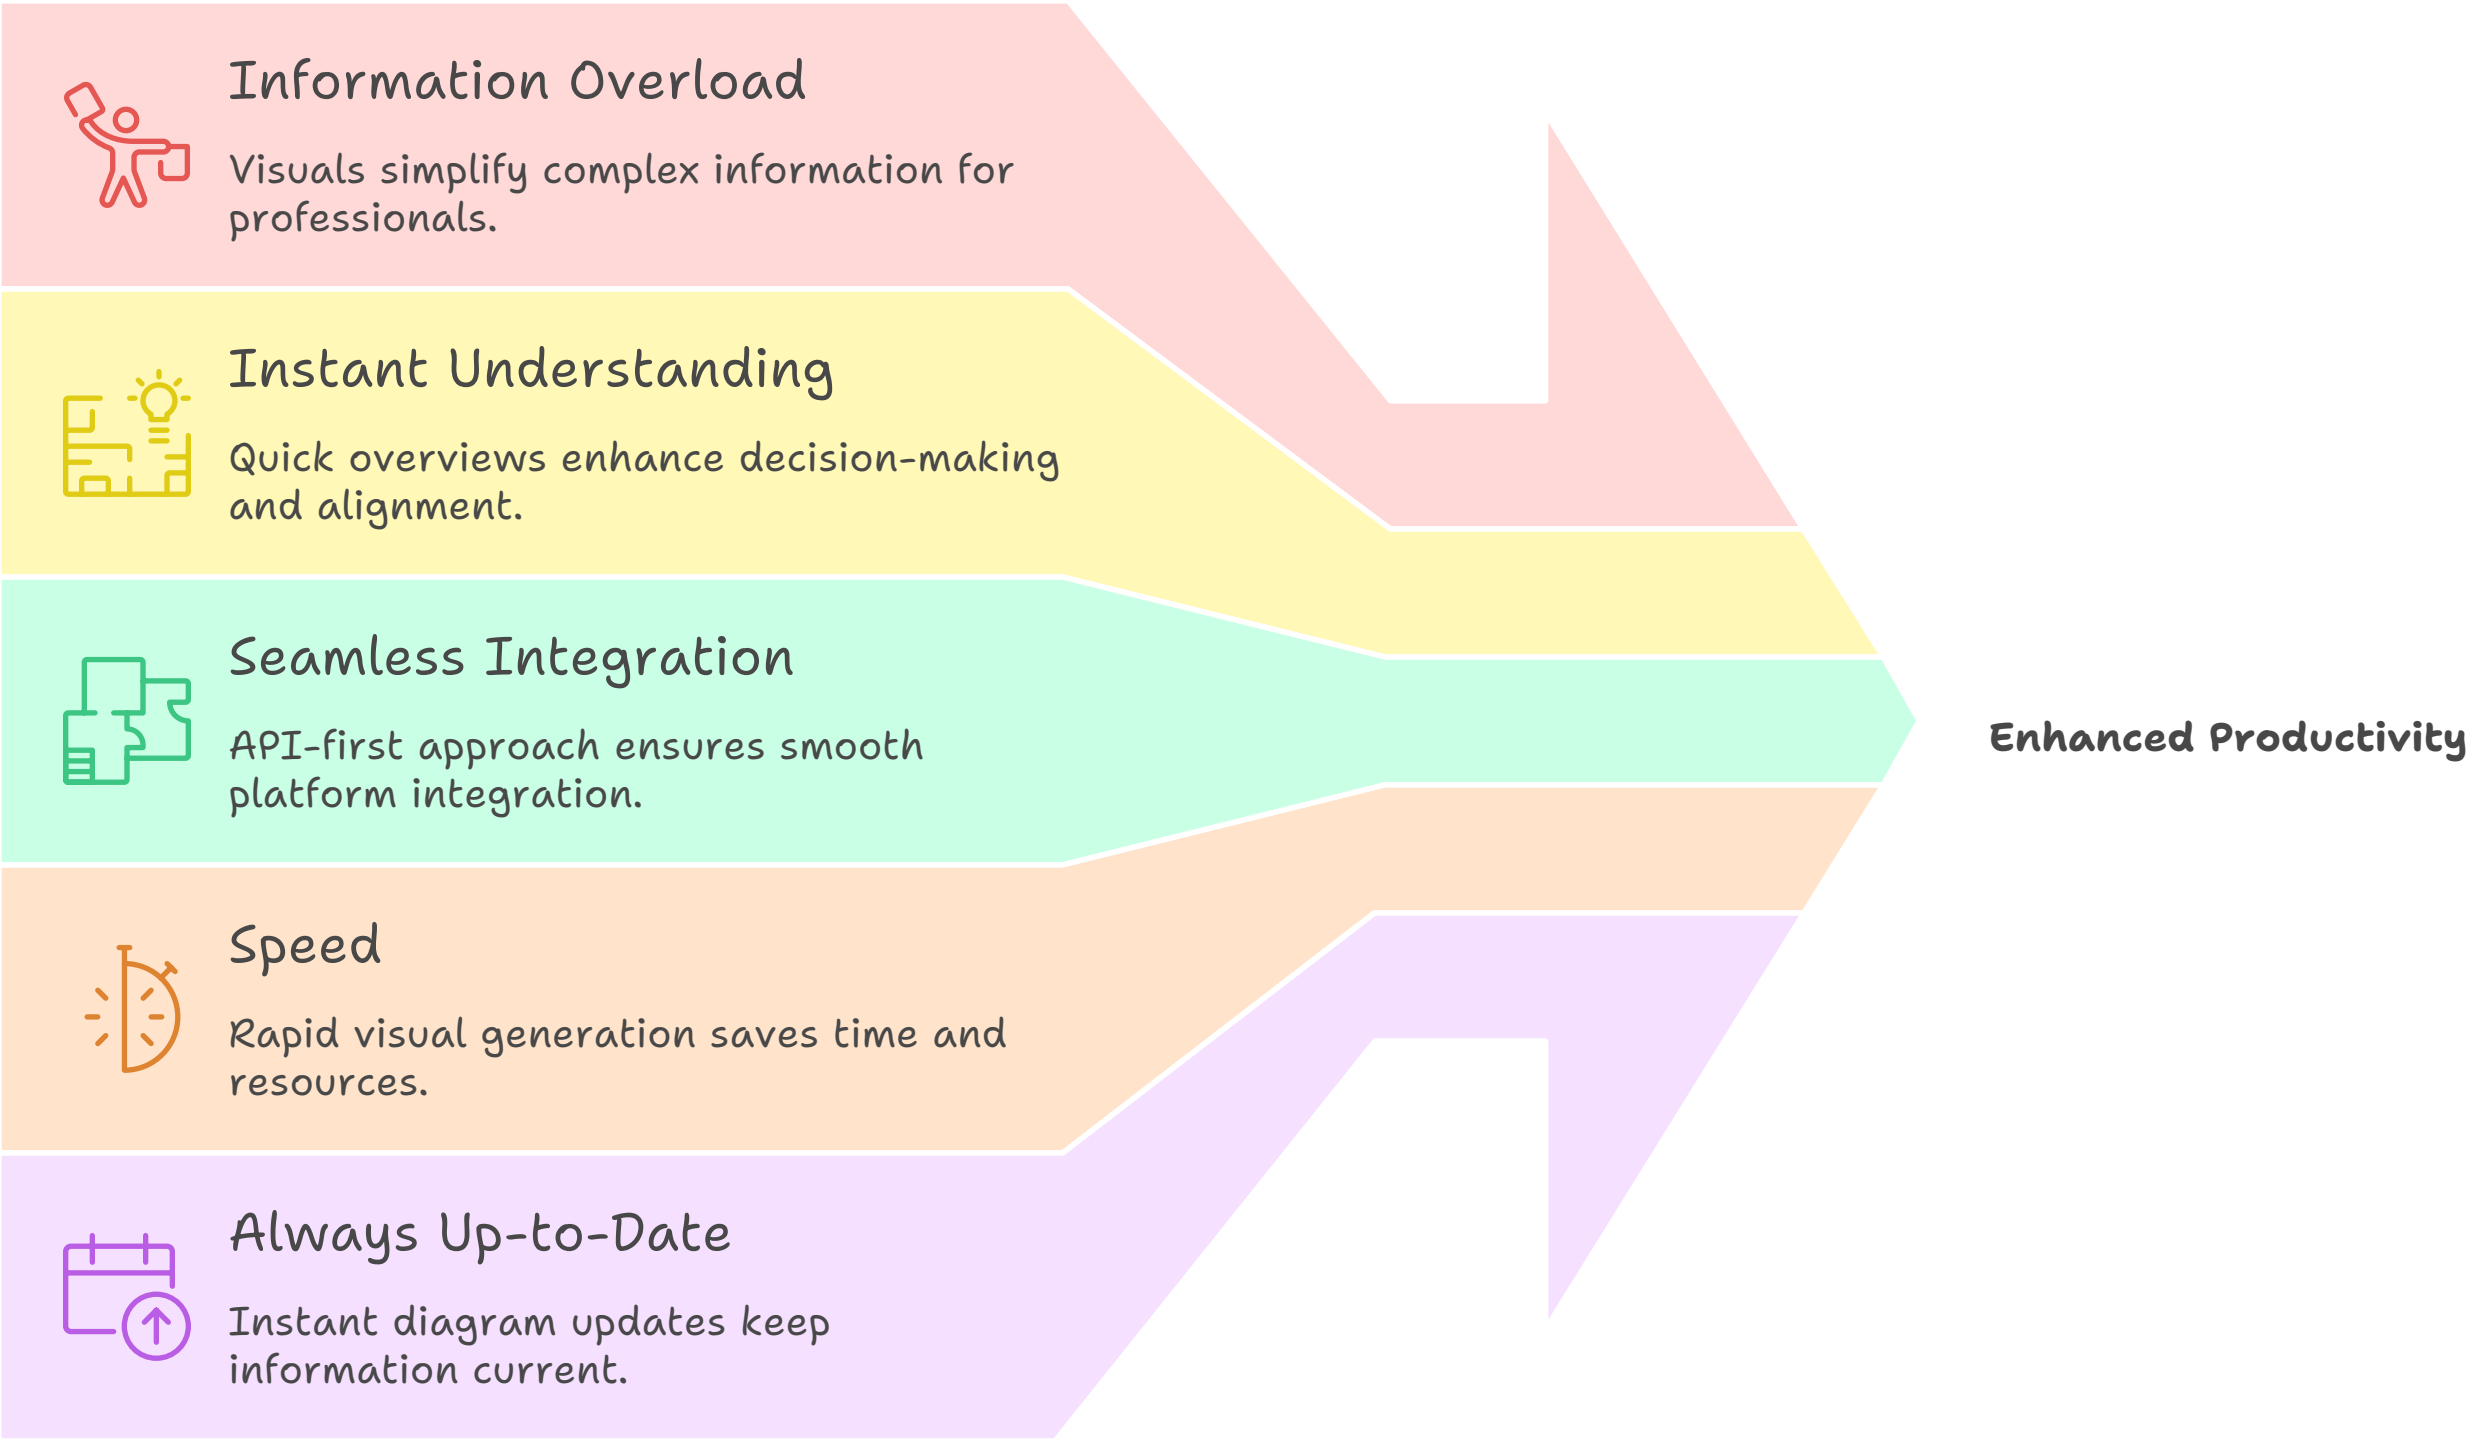 Information Overload
Visuals simplify complex information for
professionals.
Instant Understanding
Quick overviews enhance decision-making
and alignment.
Seamless Integration
API-first approach ensures smooth
platform integration.
Enhanced Productivity
Speed
Rapid visual generation saves time and
resources.
Always Up-to-Date
Instant diagram updates keep
information current.